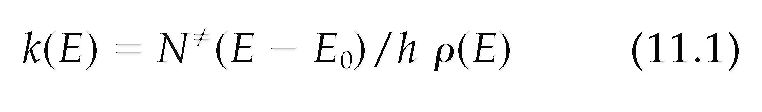 k(E) = N≠(E − E₀)/h ρ(E) (11.1)